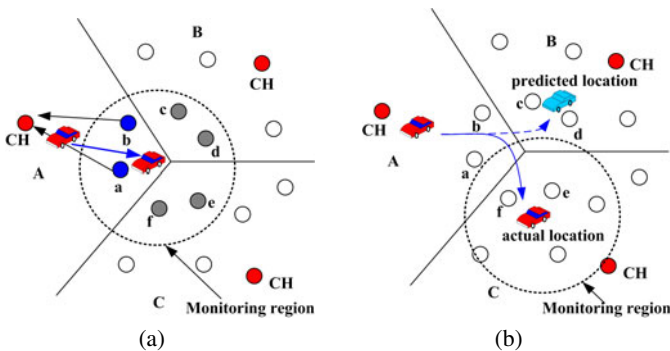 B
CH
c
CH
b
d
A
a
e
f
CH
C
Monitoring region
(a)
B
CH
predicted location
c
CH
b
d
A
a
e
f
actual location
CH
C
Monitoring region
(b)